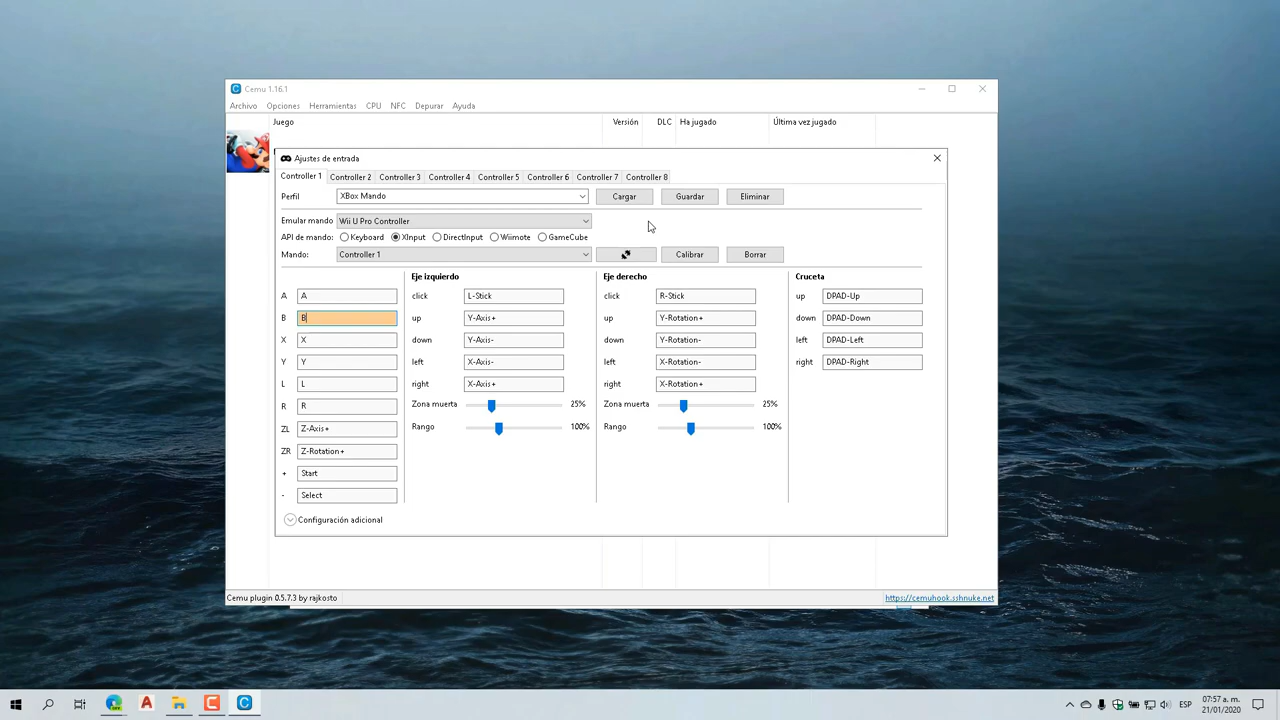 Cemu 1.16.1
Archivo Opciones Herramientas CPU NFC Depurar Ayuda
Juego Versión DLC Ha jugado Última vez jugado
Ajustes de entrada
Controller 1 Controller 2 Controller 3 Controller 4 Controller 5 Controller 6 Controller 7 Controller 8
Perfil XBox Mando Cargar Guardar Eliminar
Emular mando Wii U Pro Controller
API de mando: Keyboard XInput DirectInput Wiimote GameCube
Mando: Controller 1 Calibrar Borrar
Eje izquierdo Eje derecho Cruceta
A A click L-Stick click R-Stick up DPAD-Up
B B up Y-Axis+ up Y-Rotation+ down DPAD-Down
X X down Y-Axis- down Y-Rotation- left DPAD-Left
Y Y left X-Axis- left X-Rotation- right DPAD-Right
L L right X-Axis+ right X-Rotation+
R R Zona muerta 25% Zona muerta 25%
ZL Z-Axis+ Rango 100% Rango 100%
ZR Z-Rotation+
+ Start
- Select
Configuración adicional
Cemu plugin 0.5.7.3 by rajkosto https://cemuhook.sshnuke.net
ESP 07:57 a. m.
21/01/2020